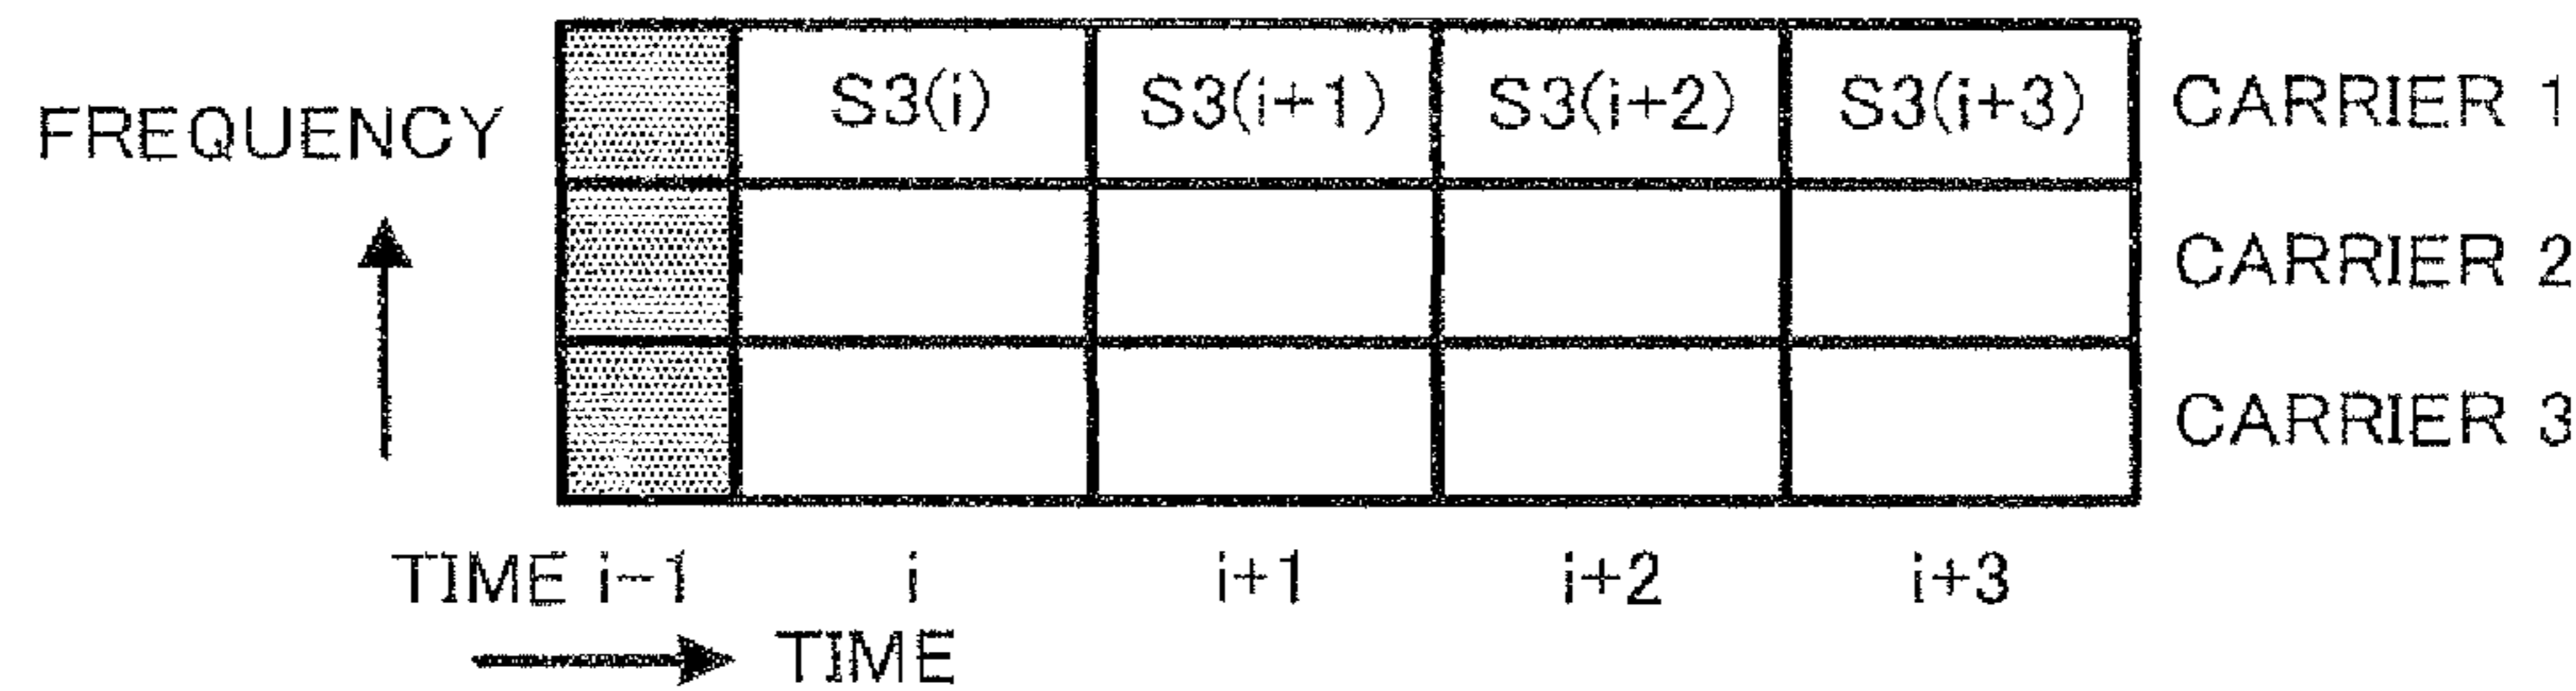 S3(i) S3(i+1) S3(i+2) S3(i+3) CARRIER 1
FREQUENCY
CARRIER 2
CARRIER 3
TIME i-1 i i+1 i+2 i+3
TIME